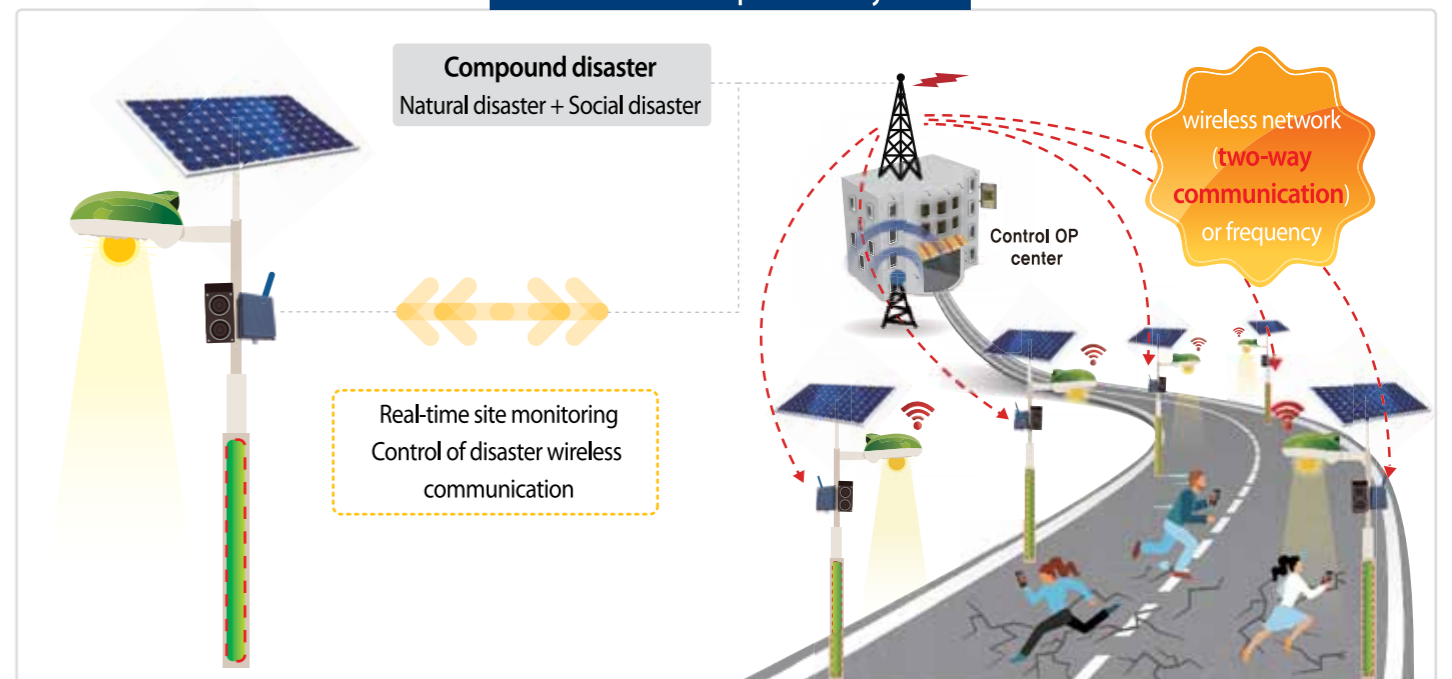 Compound disaster
Natural disaster + Social disaster
wireless network
(two-way
communication)
or frequency
Control OP
center
Real-time site monitoring
Control of disaster wireless
communication